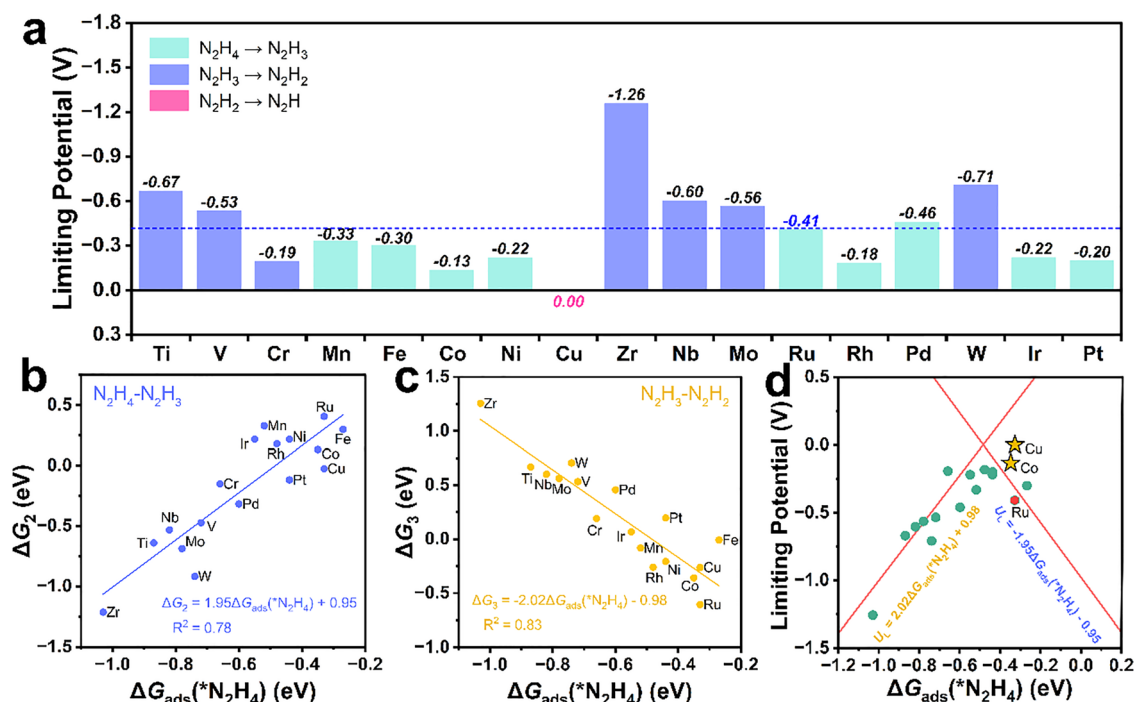 a
Limiting Potential (V)
−1.8
−1.5
−1.2
−0.9
−0.6
−0.3
0.0
0.3
N₂H₄ → N₂H₃
N₂H₃ → N₂H₂
N₂H₂ → N₂H
-0.67
-0.53
-0.19
-0.33
-0.30
-0.13
-0.22
0.00
-1.26
-0.60
-0.56
-0.41
-0.18
-0.46
-0.71
-0.22
-0.20
Ti V Cr Mn Fe Co Ni Cu Zr Nb Mo Ru Rh Pd W Ir Pt
b
N₂H₄-N₂H₃
ΔG₂ (eV)
0.5
0.0
−0.5
−1.0
−1.5
Ru
Mn
Fe
Ir
Ni
Rh
Co
Cu
Pt
Cr
Pd
Nb
V
Ti
Mo
W
Zr
ΔG₂ = 1.95ΔG_ads(*N₂H₄) + 0.95
R² = 0.78
−1.0 −0.8 −0.6 −0.4 −0.2
ΔG_ads(*N₂H₄) (eV)
c
N₂H₃-N₂H₂
ΔG₃ (eV)
1.5
1.0
0.5
0.0
−0.5
−1.0
Zr
W
Ti
Nb
Mo
V
Pd
Cr
Pt
Ir
Mn
Fe
Rh
Ni
Cu
Co
Ru
ΔG₃ = -2.02ΔG_ads(*N₂H₄) - 0.98
R² = 0.83
−1.0 −0.8 −0.6 −0.4 −0.2
ΔG_ads(*N₂H₄) (eV)
d
Limiting Potential (V)
0.5
0.0
−0.5
−1.0
−1.5
Cu
Co
Ru
U_L = 2.02ΔG_ads(*N₂H₄) + 0.98
U_L = -1.95ΔG_ads(*N₂H₄) - 0.95
−1.2 −1.0 −0.8 −0.6 −0.4 −0.2 0.0 0.2
ΔG_ads(*N₂H₄) (eV)